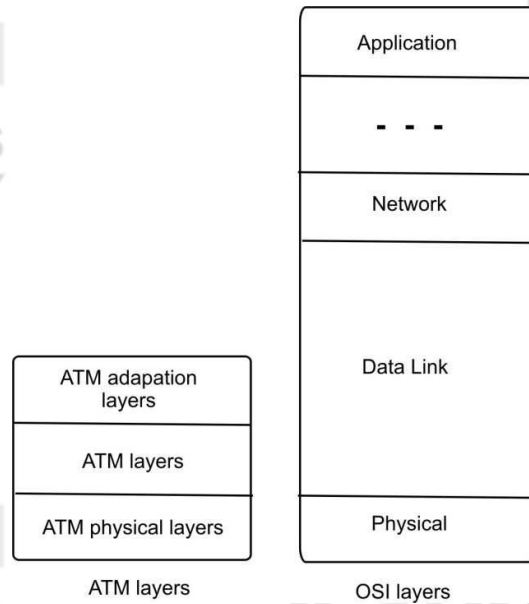 Application
- - -
Network
Data Link
Physical
OSI layers
ATM adapation
layers
ATM layers
ATM physical layers
ATM layers